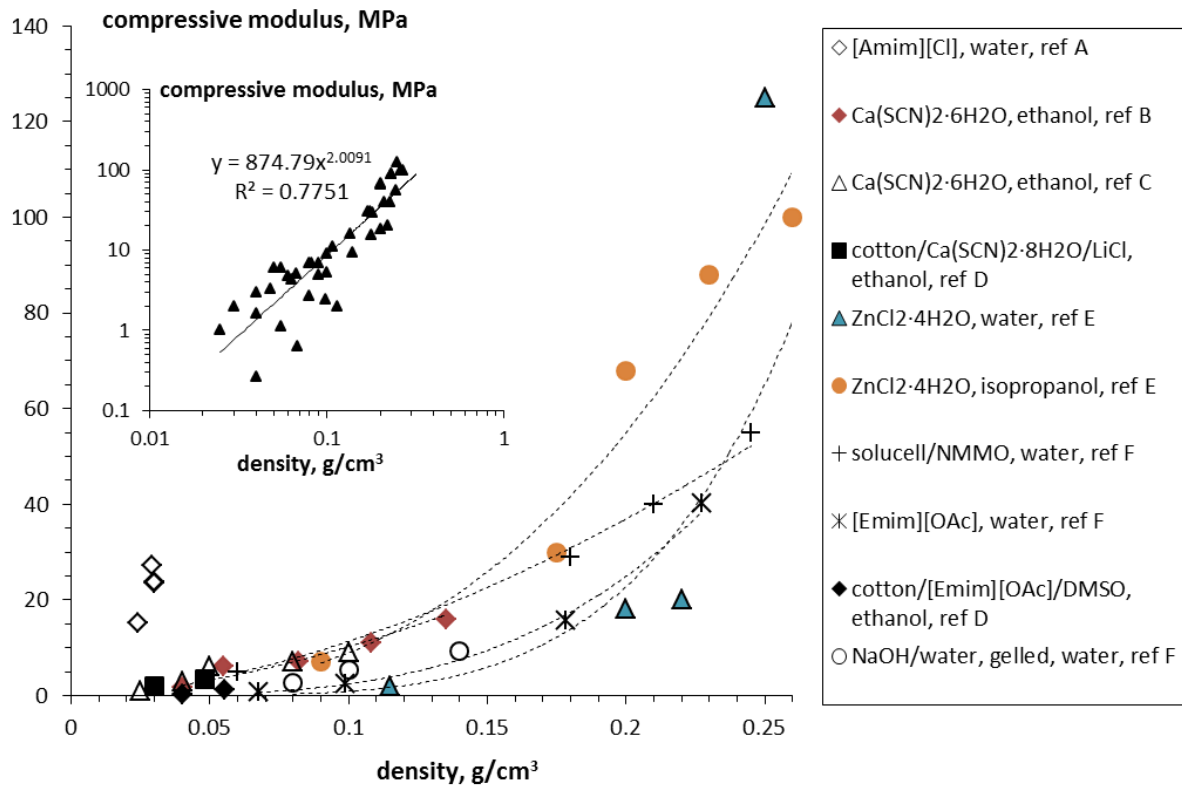 compressive modulus, MPa
140
120
100
80
60
40
20
0
0
0.05
0.1
0.15
0.2
0.25
density, g/cm³
compressive modulus, MPa
1000
100
10
1
0.1
0.01
0.1
1
density, g/cm³
y = 874.79x^2.0091
R² = 0.7751
[Amim][Cl], water, ref A
Ca(SCN)2·6H2O, ethanol, ref B
Ca(SCN)2·6H2O, ethanol, ref C
cotton/Ca(SCN)2·8H2O/LiCl,
ethanol, ref D
ZnCl2·4H2O, water, ref E
ZnCl2·4H2O, isopropanol, ref E
solucell/NMMO, water, ref F
[Emim][OAc], water, ref F
cotton/[Emim][OAc]/DMSO,
ethanol, ref D
NaOH/water, gelled, water, ref F